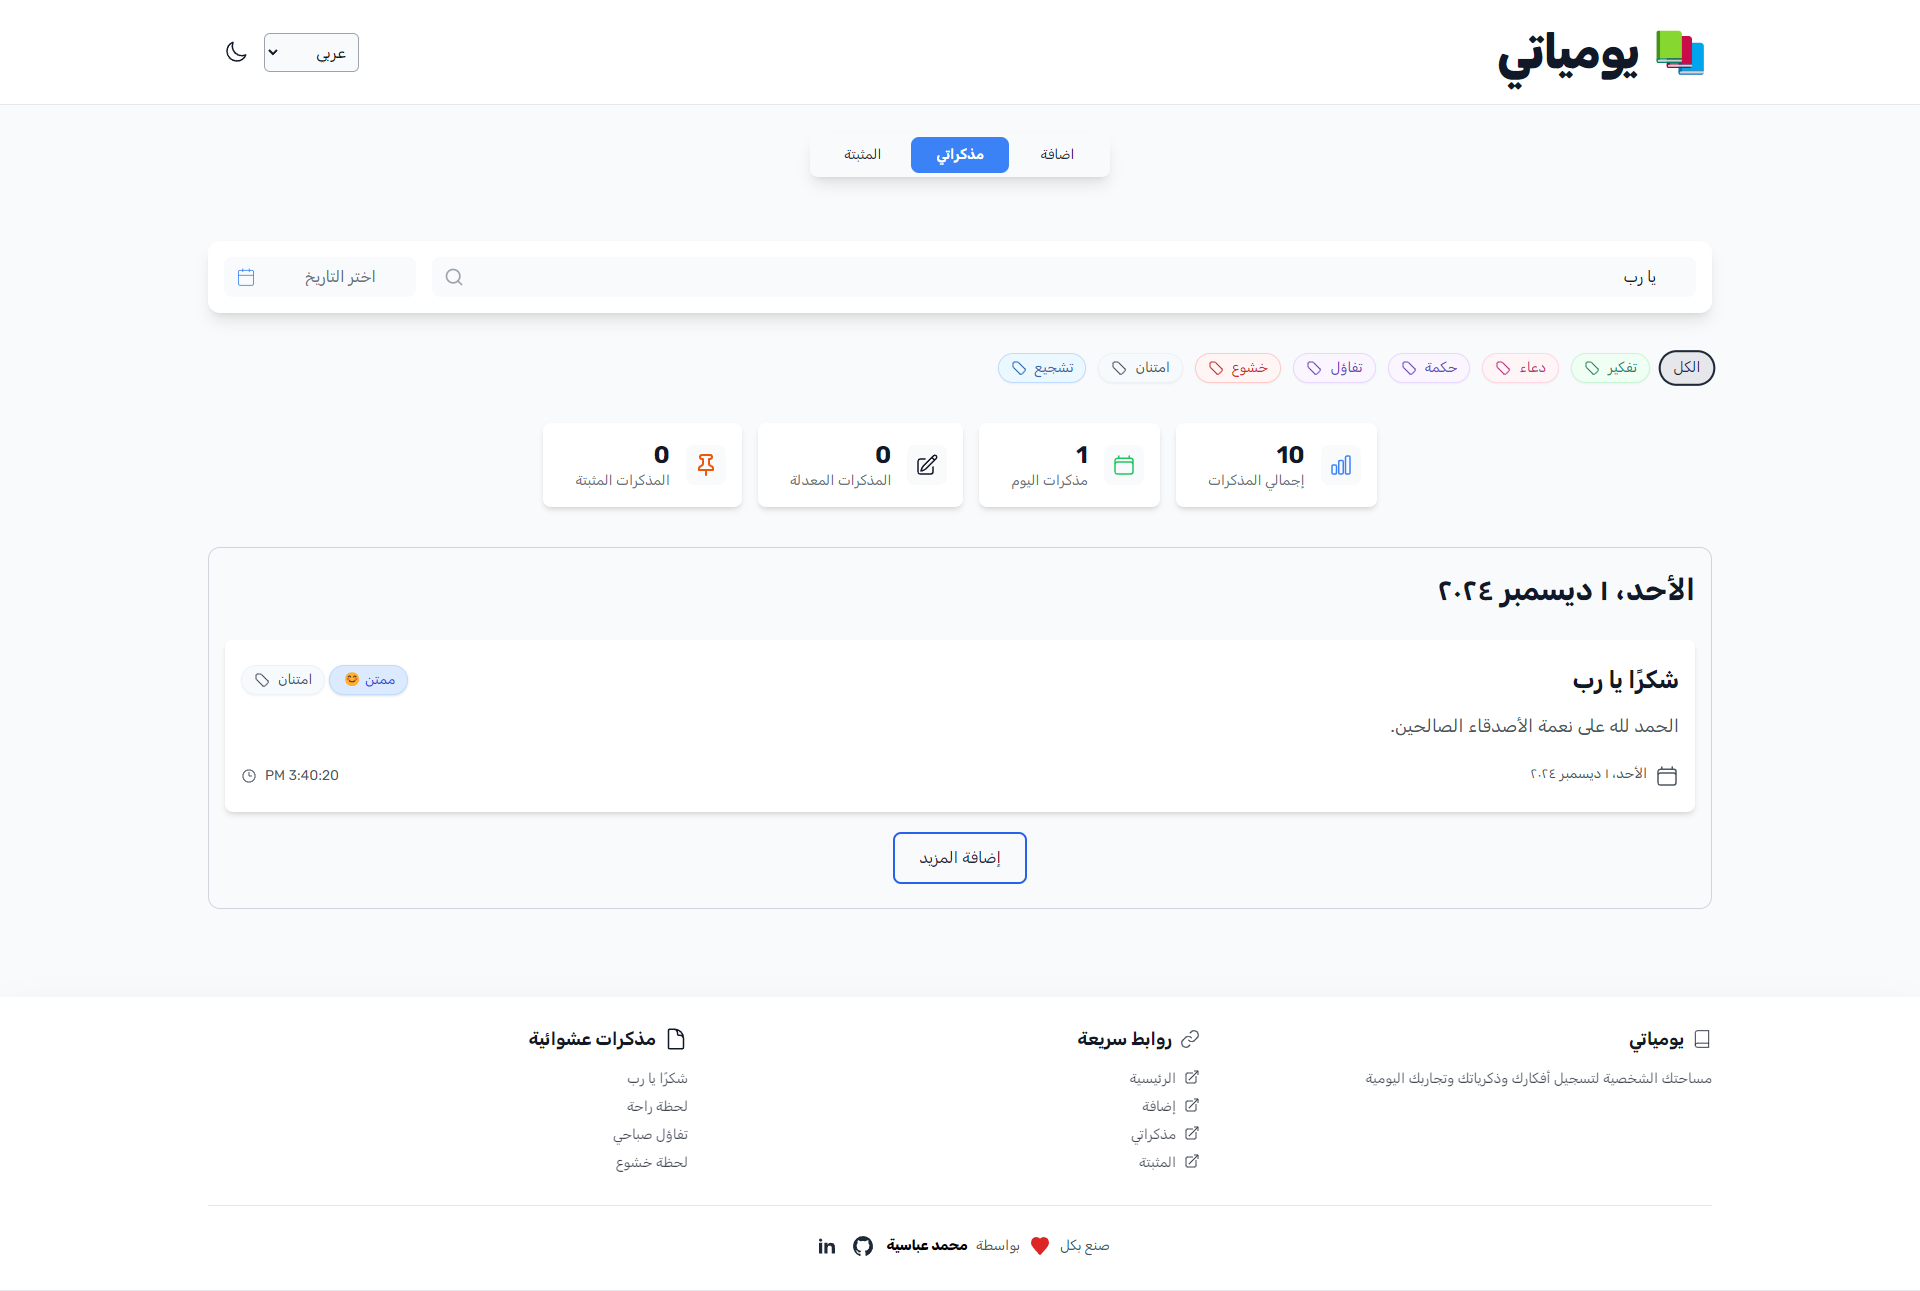 يومياتي
عربى
اضافة
مذكراتي
المثبتة
يا رب
اختر التاريخ
الكل
تفكير
دعاء
حكمة
تفاؤل
خشوع
امتنان
تشجيع
10
إجمالي المذكرات
1
مذكرات اليوم
0
المذكرات المعدلة
0
المذكرات المثبتة
الأحد، ١ ديسمبر ٢٠٢٤
شكرًا يا رب
ممتن 😊
امتنان
الحمد لله على نعمة الأصدقاء الصالحين.
الأحد، ١ ديسمبر ٢٠٢٤
3:40:20 PM
إضافة المزيد
يومياتي
مساحتك الشخصية لتسجيل أفكارك وذكرياتك وتجاربك اليومية
روابط سريعة
الرئيسية
إضافة
مذكراتي
المثبتة
مذكرات عشوائية
شكرًا يا رب
لحظة راحة
تفاؤل صباحي
لحظة خشوع
صنع بكل ❤ بواسطة محمد عباسية